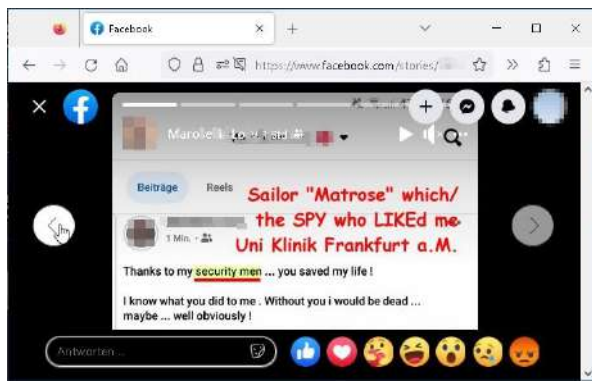 Facebook
https://www.facebook.com/stories/
Beiträge
Reels
Sailor "Matrose" which/
the SPY who LIKEd me
Uni Klinik Frankfurt a.M.
1 Min.
Thanks to my security men ... you saved my life !
I know what you did to me . Without you i would be dead ...
maybe ... well obviously !
Antworten ...